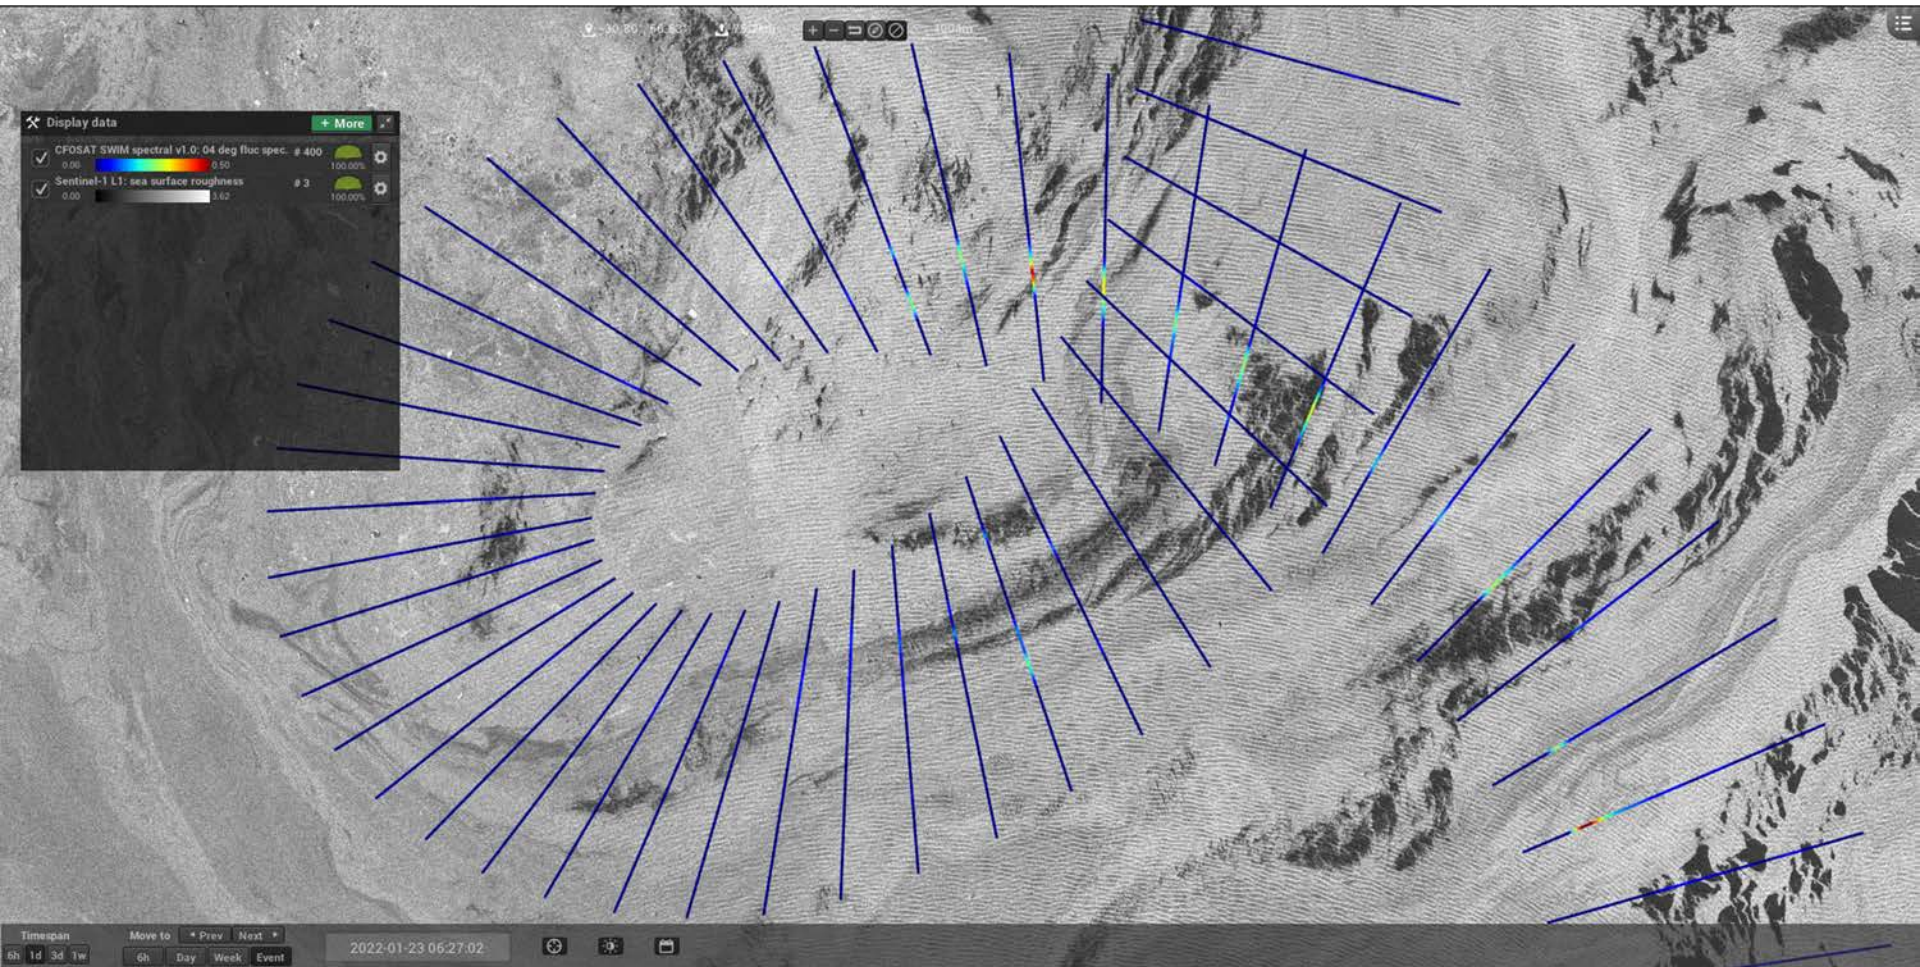 Display data + More
CFOSAT SWIM spectral v1.0: 04 deg fluc spec. # 400
0.00 0.50 100.00%
Sentinel-1 L1: sea surface roughness # 3
0.00 3.62 100.00%
Timespan Move to Prev Next
6h 1d 3d 1w 6h Day Week Event
2022-01-23 06:27:02